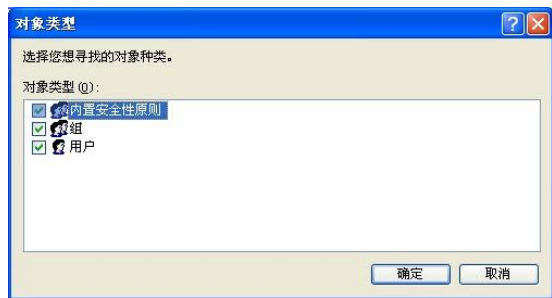 对象类型
选择您想寻找的对象种类。
对象类型(O):
内置安全性原则
组
用户
确定 取消